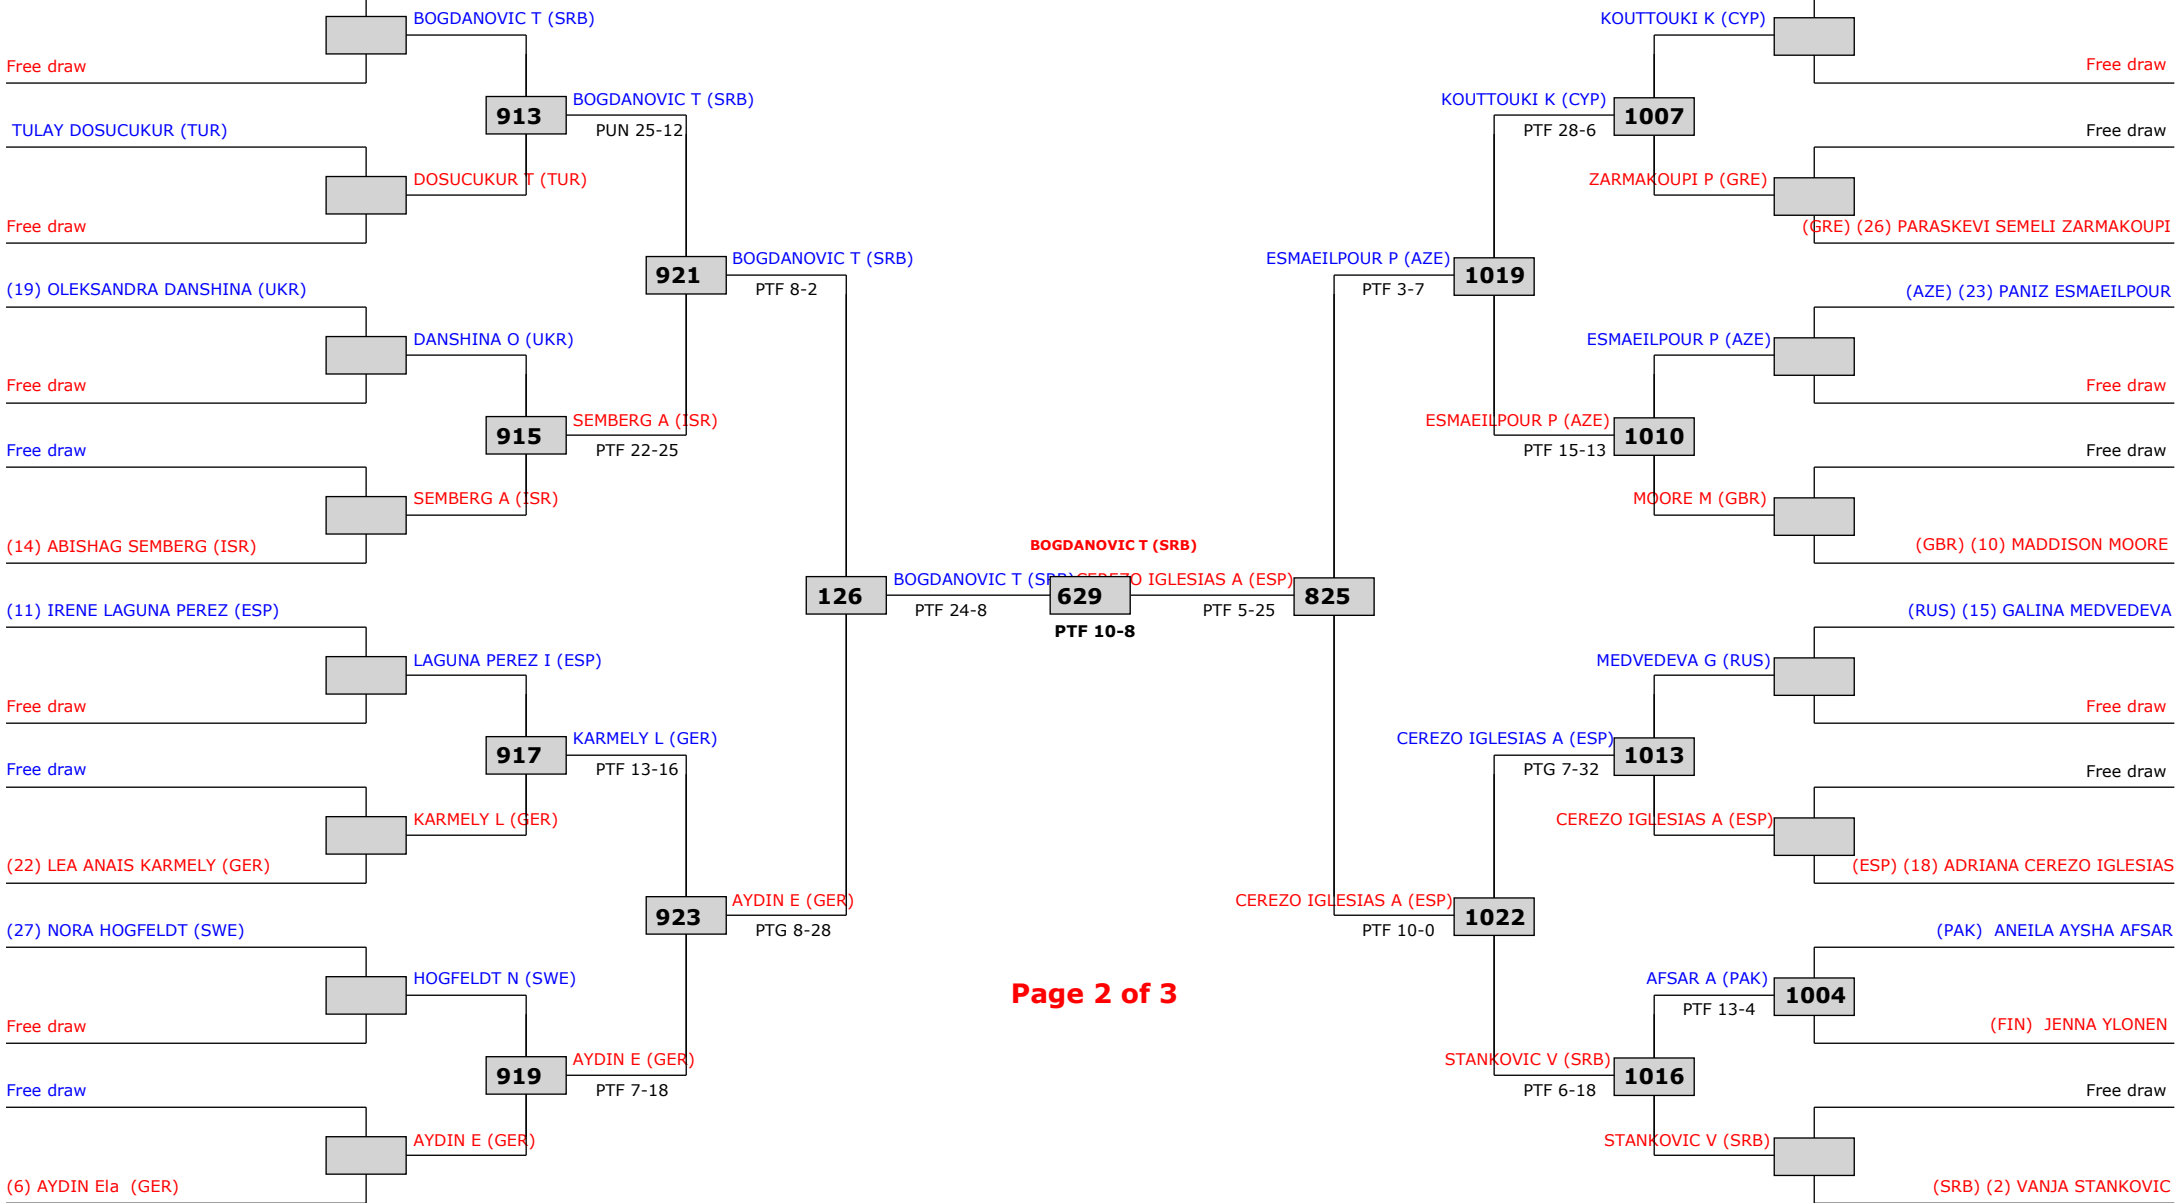 BOGDANOVIC T (SRB)
Free draw
913
BOGDANOVIC T (SRB)
PUN 25-12
TULAY DOSUCUKUR (TUR)
DOSUCUKUR T (TUR)
Free draw
921
BOGDANOVIC T (SRB)
PTF 8-2
(19) OLEKSANDRA DANSHINA (UKR)
DANSHINA O (UKR)
Free draw
915
SEMBERG A (ISR)
PTF 22-25
Free draw
SEMBERG A (ISR)
(14) ABISHAG SEMBERG (ISR)
126
BOGDANOVIC T (SRB)
PTF 24-8
(11) IRENE LAGUNA PEREZ (ESP)
LAGUNA PEREZ I (ESP)
Free draw
917
KARMELY L (GER)
PTF 13-16
Free draw
KARMELY L (GER)
(22) LEA ANAIS KARMELY (GER)
923
AYDIN E (GER)
PTG 8-28
(27) NORA HOGFELDT (SWE)
HOGFELDT N (SWE)
Free draw
919
AYDIN E (GER)
PTF 7-18
Free draw
AYDIN E (GER)
(6) AYDIN Ela (GER)
BOGDANOVIC T (SRB)
629
PTF 10-8
Page 2 of 3
KOUTTOUKI K (CYP)
Free draw
KOUTTOUKI K (CYP)
1007
PTF 28-6
Free draw
ZARMAKOUPI P (GRE)
(GRE) (26) PARASKEVI SEMELI ZARMAKOUPI
ESMAEILPOUR P (AZE)
1019
PTF 3-7
(AZE) (23) PANIZ ESMAEILPOUR
ESMAEILPOUR P (AZE)
Free draw
ESMAEILPOUR P (AZE)
1010
PTF 15-13
Free draw
MOORE M (GBR)
(GBR) (10) MADDISON MOORE
CEREZO IGLESIAS A (ESP)
825
PTF 5-25
(RUS) (15) GALINA MEDVEDEVA
MEDVEDEVA G (RUS)
Free draw
CEREZO IGLESIAS A (ESP)
1013
PTG 7-32
Free draw
CEREZO IGLESIAS A (ESP)
(ESP) (18) ADRIANA CEREZO IGLESIAS
CEREZO IGLESIAS A (ESP)
1022
PTF 10-0
(PAK) ANEILA AYSHA AFSAR
AFSAR A (PAK)
1004
PTF 13-4
(FIN) JENNA YLONEN
STANKOVIC V (SRB)
1016
PTF 6-18
Free draw
STANKOVIC V (SRB)
(SRB) (2) VANJA STANKOVIC